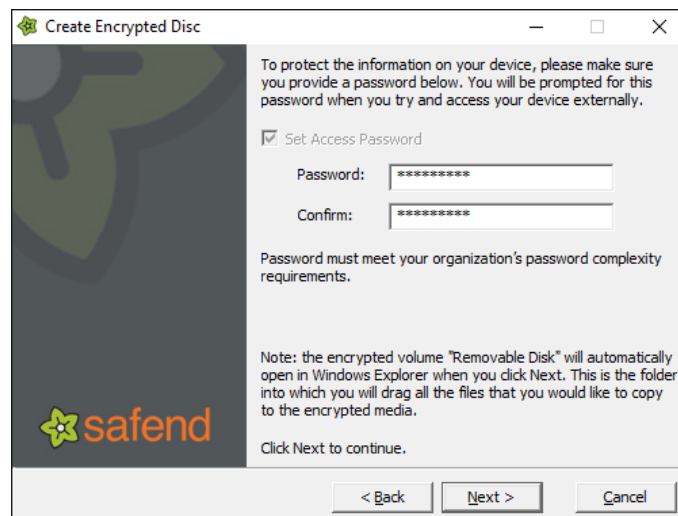 Create Encrypted Disc
To protect the information on your device, please make sure
you provide a password below. You will be prompted for this
password when you try and access your device externally.
Set Access Password
Password: *********
Confirm: *********
Password must meet your organization's password complexity
requirements.
Note: the encrypted volume "Removable Disk" will automatically
open in Windows Explorer when you click Next. This is the folder
into which you will drag all the files that you would like to copy
to the encrypted media.
safend
Click Next to continue.
< Back Next > Cancel